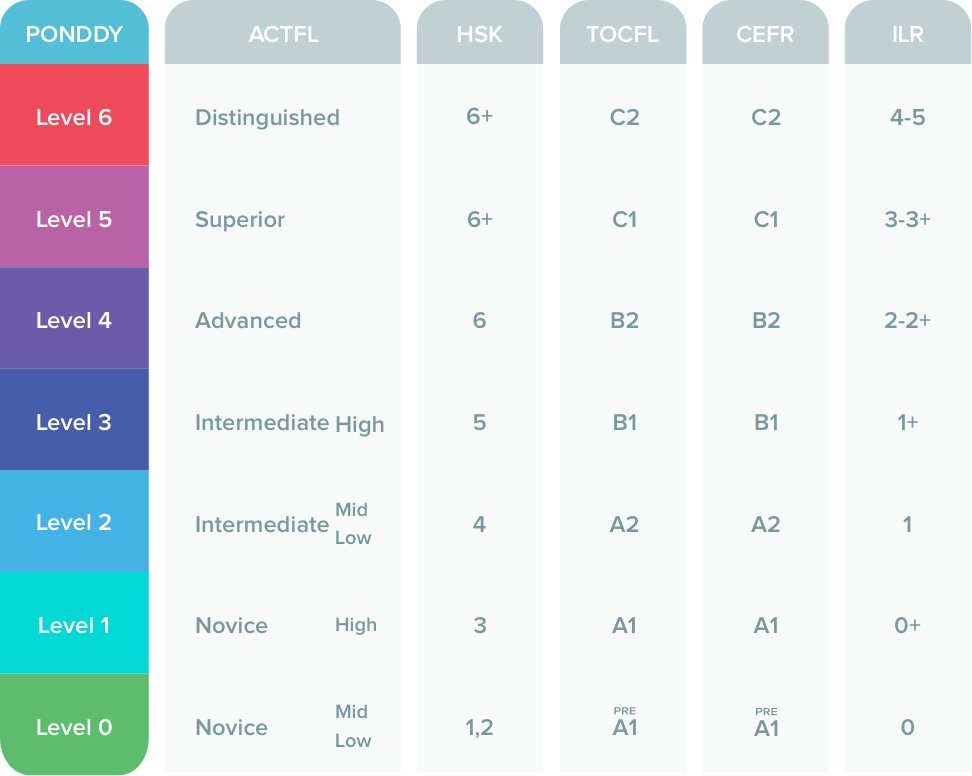 PONDDY ACTFL HSK TOCFL CEFR ILR
Level 6 Distinguished 6+ C2 C2 4-5
Level 5 Superior 6+ C1 C1 3-3+
Level 4 Advanced 6 B2 B2 2-2+
Level 3 Intermediate High 5 B1 B1 1+
Level 2 Intermediate Mid Low 4 A2 A2 1
Level 1 Novice High 3 A1 A1 0+
Level 0 Novice Mid Low 1,2 PRE A1 PRE A1 0